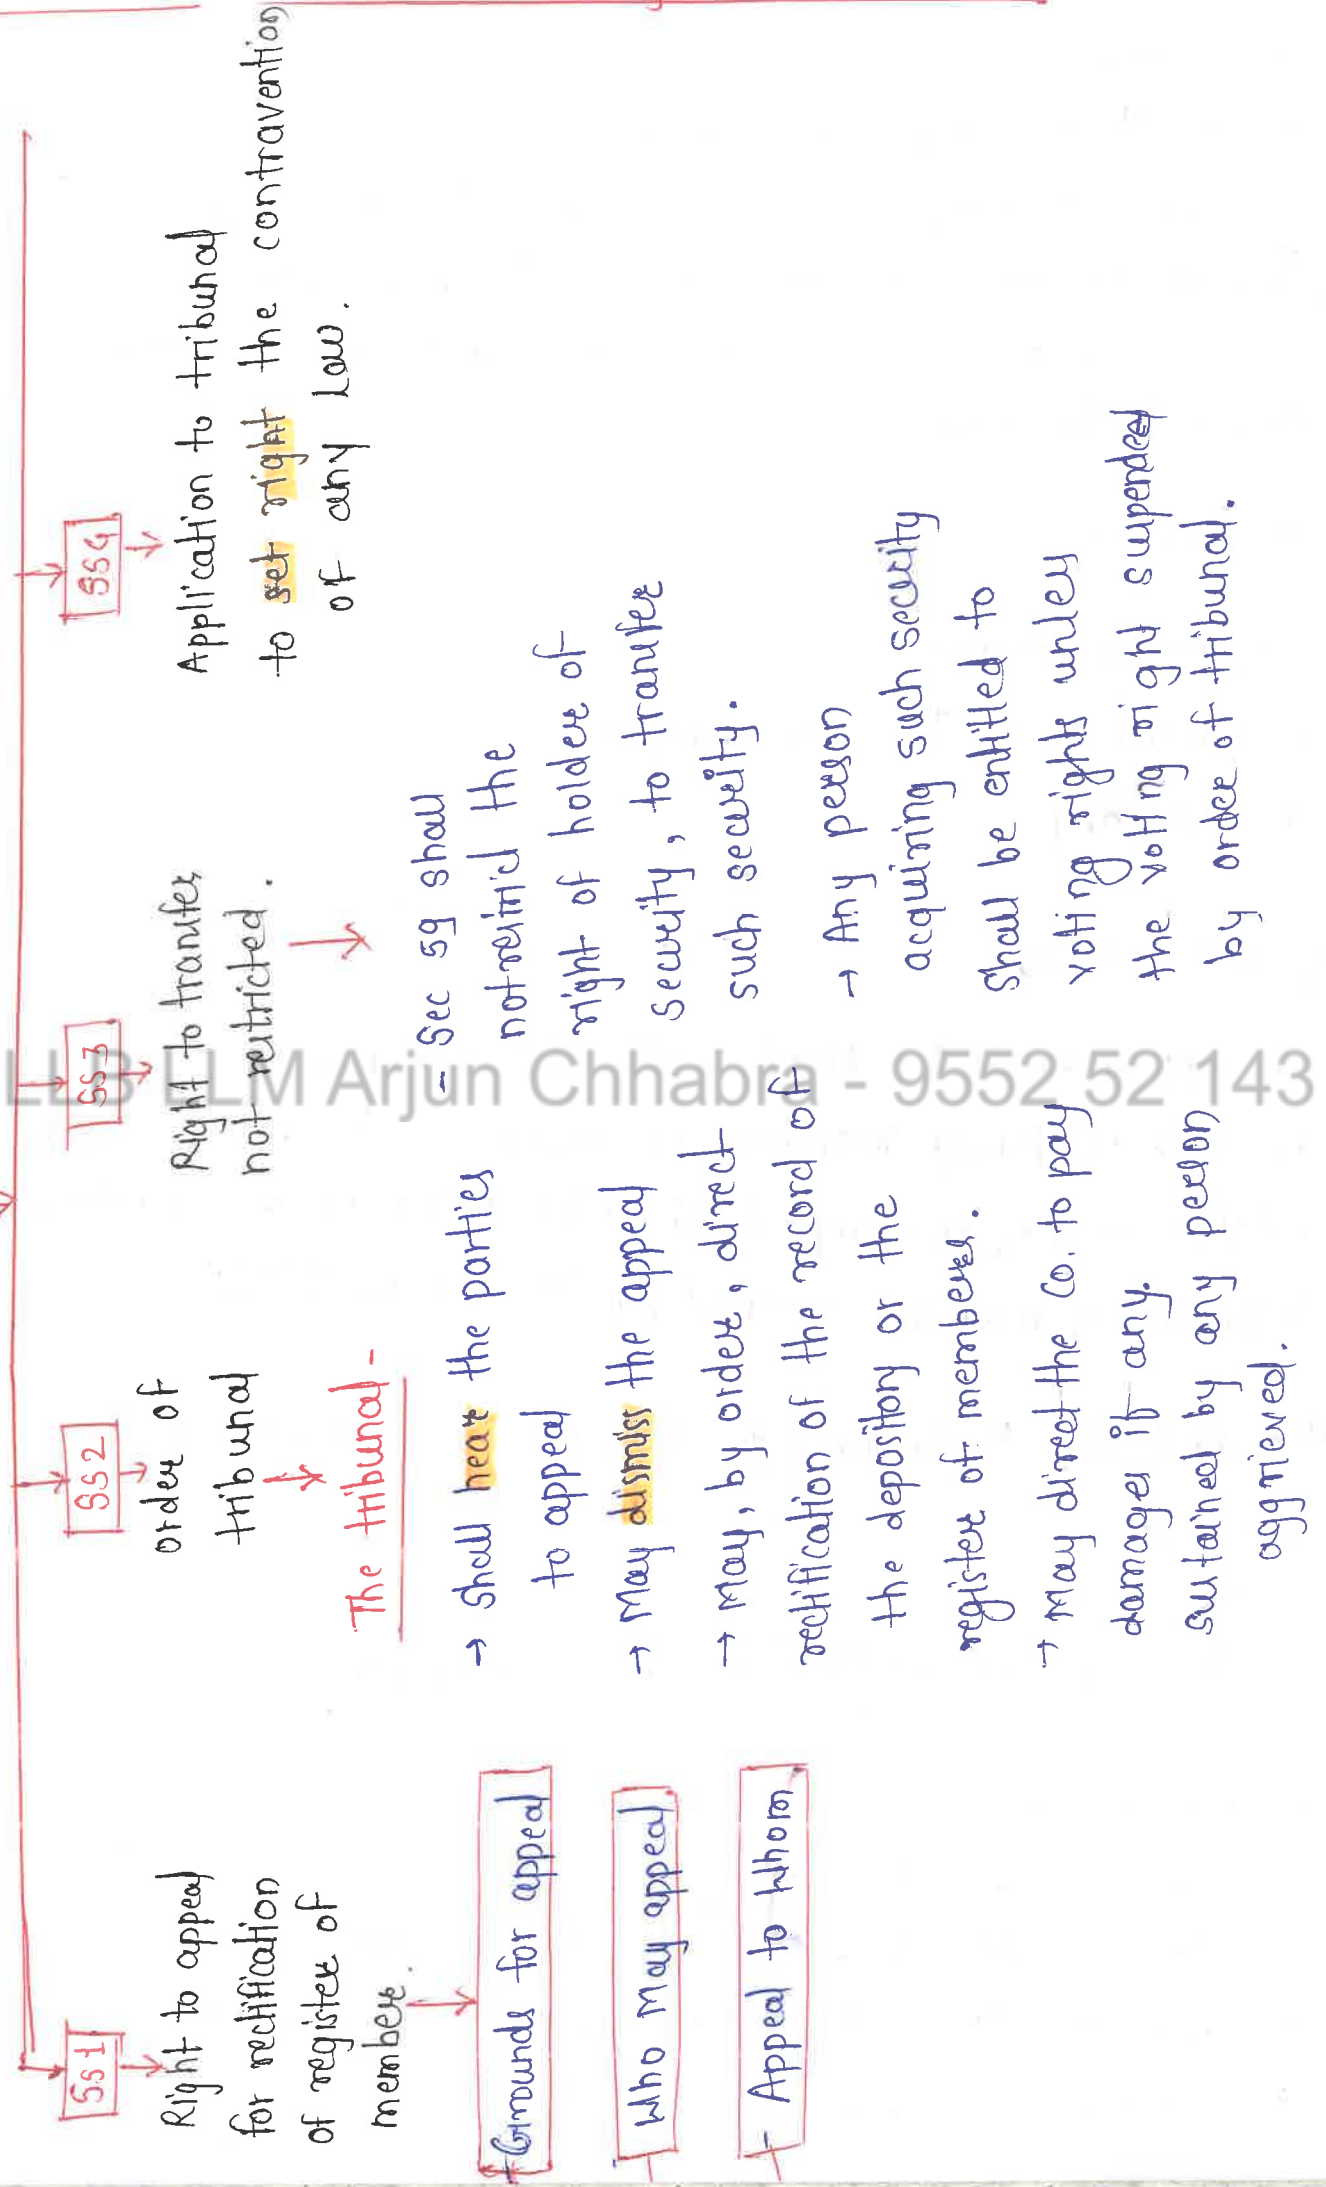 SS1
Right to appeal
for rectification
of register of
members.
Grounds for appeal
Who May appeal
- Appeal to Whom
SS2
order of
tribunal
The tribunal -
→ Shall hear the parties
to appeal
→ May dismiss the appeal
→ May, by order, direct
rectification of the record of
the depository or the
register of members.
→ May direct the Co. to pay
damages if any.
sustained by any person
aggrieved.
SS3
Right to transfer
not restricted.
- Sec 59 shall
not restrict the
right of holder of
security, to transfer
such security.
→ Any person
acquiring such security
Shall be entitled to
voting rights unless
the voting right suspended
by order of tribunal.
SS4
Application to tribunal
to set right the contravention
of any Law.
LLB LLM Arjun Chhabra - 9552 52 143